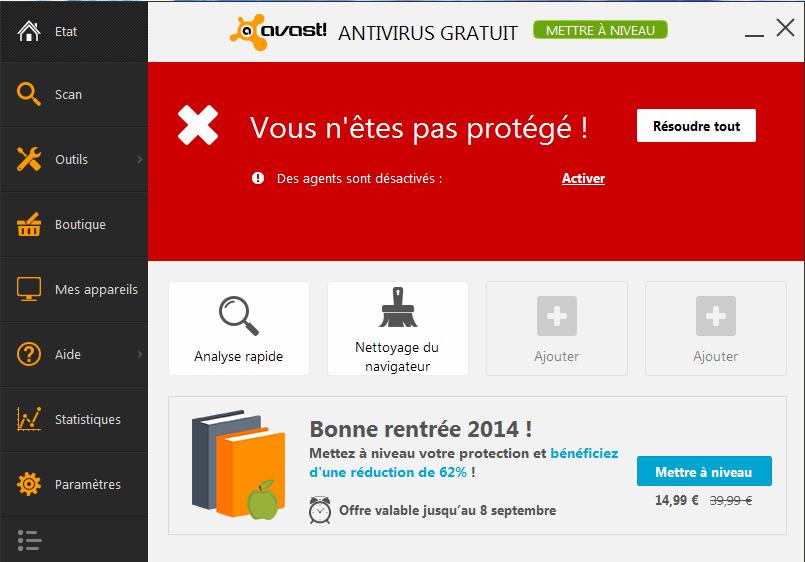 Etat
avast! ANTIVIRUS GRATUIT METTRE À NIVEAU
Scan
Outils
Boutique
Mes appareils
Aide
Statistiques
Paramètres
Vous n'êtes pas protégé !
Résoudre tout
Des agents sont désactivés :
Activer
Analyse rapide
Nettoyage du
navigateur
Ajouter
Ajouter
Bonne rentrée 2014 !
Mettez à niveau votre protection et bénéficiez
d'une réduction de 62% !
Offre valable jusqu'au 8 septembre
Mettre à niveau
14,99 € 39,99 €